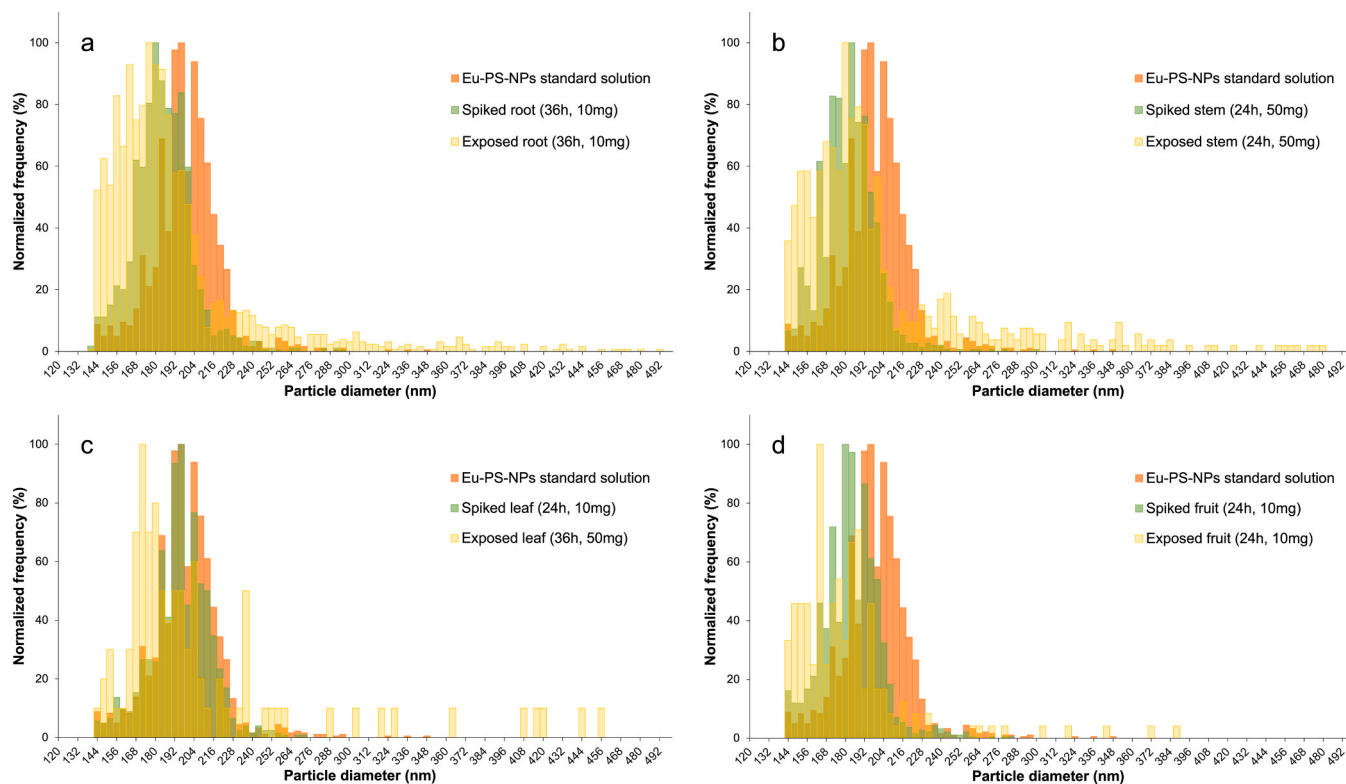 a
Normalized frequency (%)
100
80
60
40
20
0
Eu-PS-NPs standard solution
Spiked root (36h, 10mg)
Exposed root (36h, 10mg)
120 132 144 156 168 180 192 204 216 228 240 252 264 276 288 300 312 324 336 348 360 372 384 396 408 420 432 444 456 468 480 492
Particle diameter (nm)
b
Normalized frequency (%)
100
80
60
40
20
0
Eu-PS-NPs standard solution
Spiked stem (24h, 50mg)
Exposed stem (24h, 50mg)
120 132 144 156 168 180 192 204 216 228 240 252 264 276 288 300 312 324 336 348 360 372 384 396 408 420 432 444 456 468 480 492
Particle diameter (nm)
c
Normalized frequency (%)
100
80
60
40
20
0
Eu-PS-NPs standard solution
Spiked leaf (24h, 10mg)
Exposed leaf (36h, 50mg)
120 132 144 156 168 180 192 204 216 228 240 252 264 276 288 300 312 324 336 348 360 372 384 396 408 420 432 444 456 468 480 492
Particle diameter (nm)
d
Normalized frequency (%)
100
80
60
40
20
0
Eu-PS-NPs standard solution
Spiked fruit (24h, 10mg)
Exposed fruit (24h, 10mg)
120 132 144 156 168 180 192 204 216 228 240 252 264 276 288 300 312 324 336 348 360 372 384 396 408 420 432 444 456 468 480 492
Particle diameter (nm)